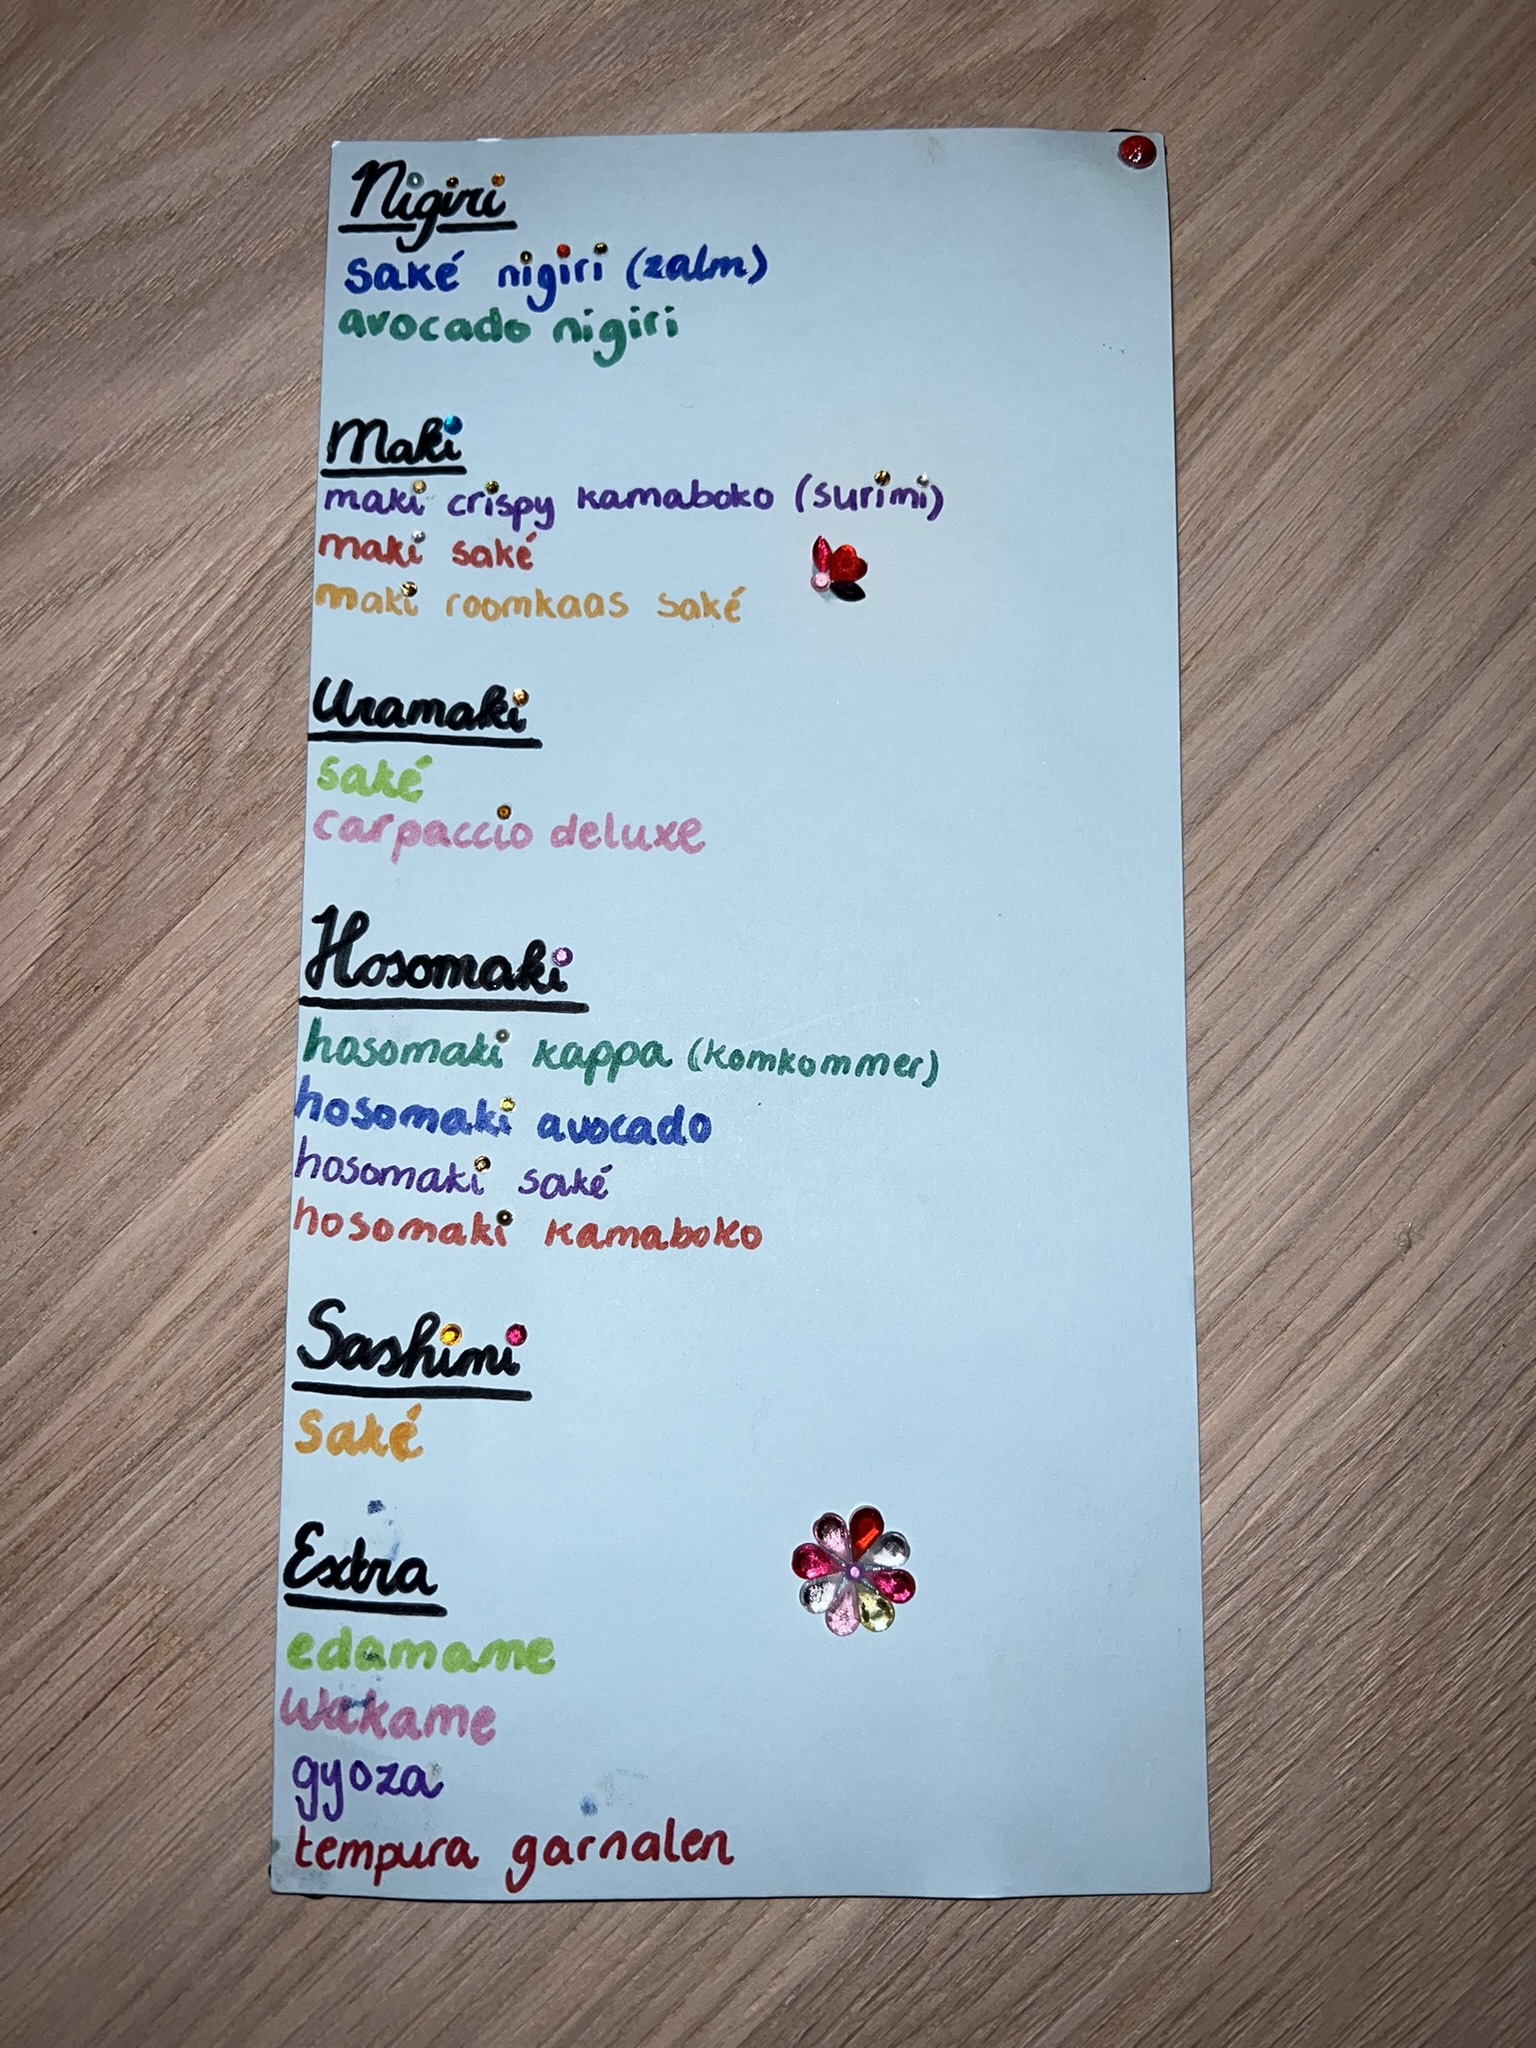 Nigiri
saké nigiri (zalm)
avocado nigiri
Maki
maki crispy kamaboko (surimi)
maki saké
maki roomkaas saké
Uramaki
saké
carpaccio deluxe
Hosomaki
hosomaki kappa (komkommer)
hosomaki avocado
hosomaki saké
hosomaki kamaboko
Sashimi
saké
Extra
edamame
wakame
gyoza
tempura garnalen